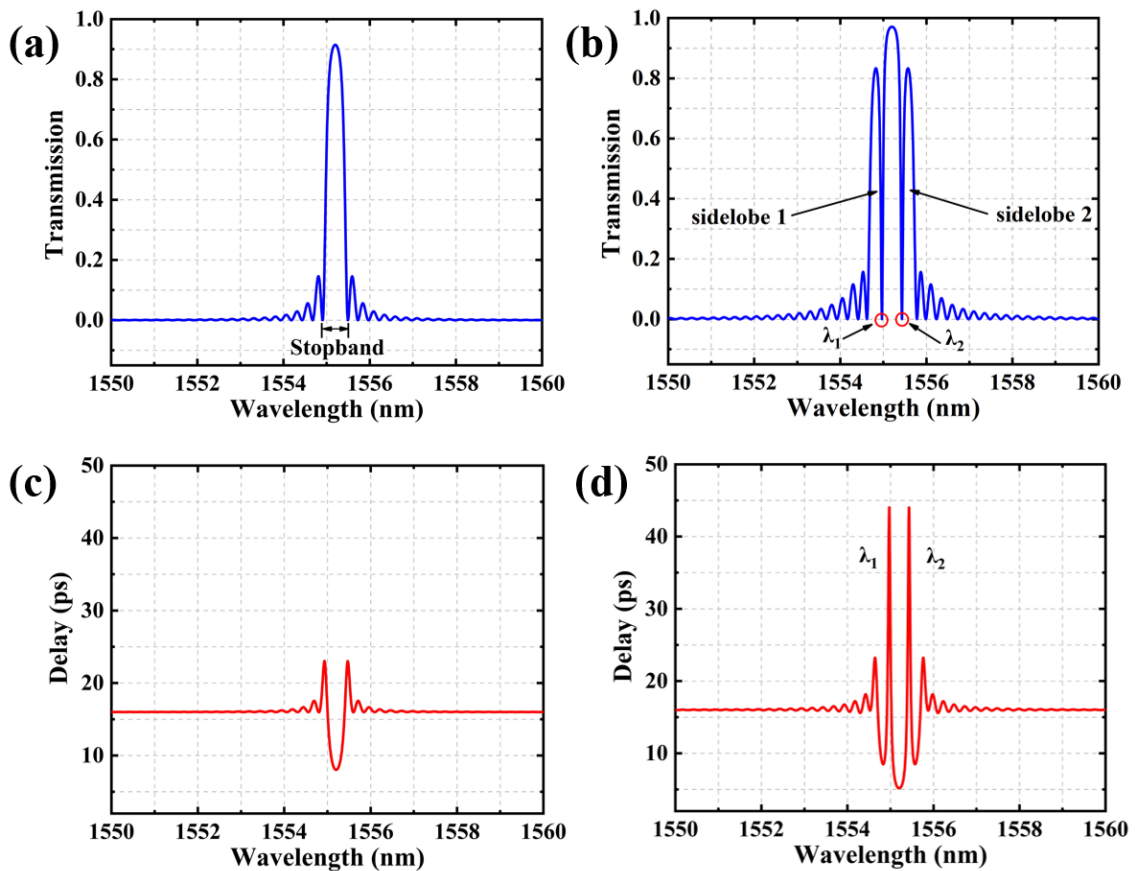 (a)
Transmission
1.0
0.8
0.6
0.4
0.2
0.0
Stopband
1550 1552 1554 1556 1558 1560
Wavelength (nm)
(b)
Transmission
1.0
0.8
0.6
0.4
0.2
0.0
sidelobe 1
sidelobe 2
λ1
λ2
1550 1552 1554 1556 1558 1560
Wavelength (nm)
(c)
Delay (ps)
50
40
30
20
10
1550 1552 1554 1556 1558 1560
Wavelength (nm)
(d)
Delay (ps)
50
40
30
20
10
λ1
λ2
1550 1552 1554 1556 1558 1560
Wavelength (nm)